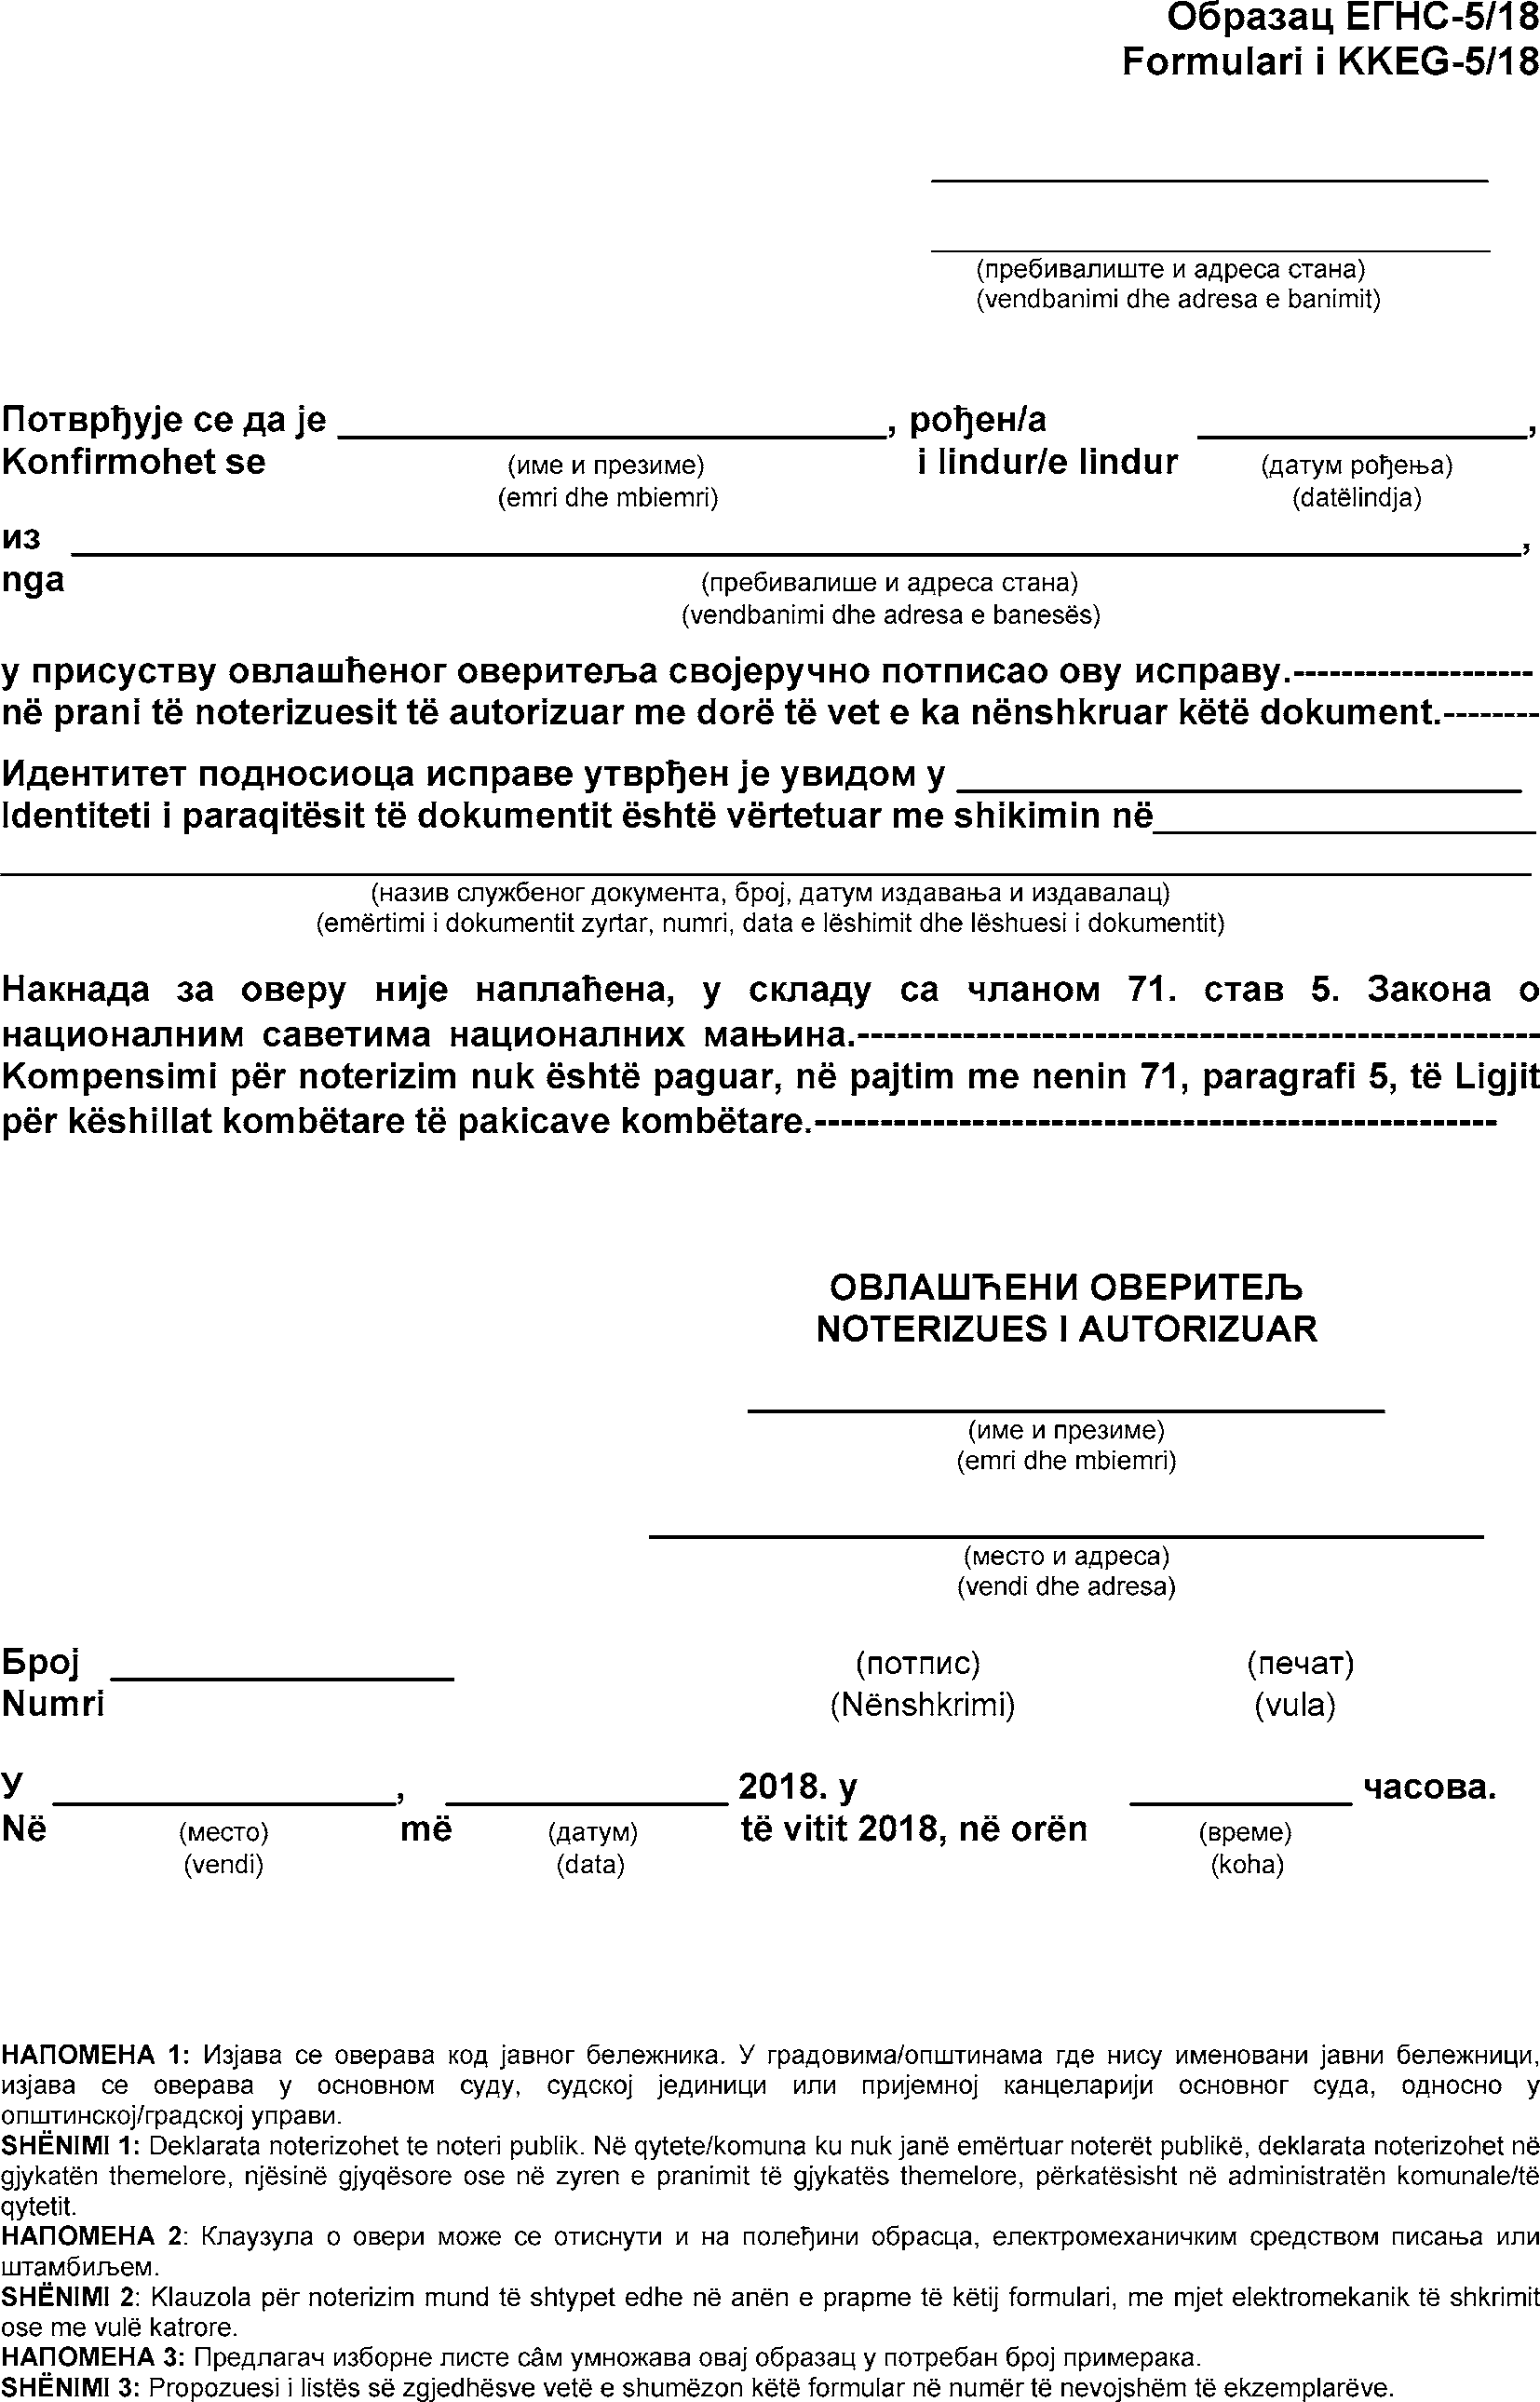 Образац ЕГНС-5/18
Formulari i KKEG-5/18
(пребивалиште и адреса стана)
(vendbanimi dhe adresa e banimit)
Потврђује се да је ____________________, рођен/а ____________,
Konfirmohet se (име и презиме) i lindur/e lindur (датум рођења)
(emri dhe mbiemri) (datëlindja)
из ____________________,
nga (пребивалише и адреса стана)
(vendbanimi dhe adresa e banesës)
у присуству овлашћеног оверитеља својеручно потписао ову исправу.--------------------
në prani të noterizuesit të autorizuar me dorë të vet e ka nënshkruar këtë dokument.--------
Идентитет подносиоца исправе утврђен је увидом у ____________________
Identiteti i paraqitësit të dokumentit është vërtetuar me shikimin në____________________
(назив службеног документа, број, датум издавања и издавалац)
(emërtimi i dokumentit zyrtar, numri, data e lëshimit dhe lëshuesi i dokumentit)
Накнада за оверу није наплаћена, у складу са чланом 71. став 5. Закона о
националним саветима националних мањина.----------------------------------------------------
Kompensimi për noterizim nuk është paguar, në pajtim me nenin 71, paragrafi 5, të Ligjit
për këshillat kombëtare të pakicave kombëtare.----------------------------------------------------
ОВЛАШЋЕНИ ОВЕРИТЕЉ
NOTERIZUES I AUTORIZUAR
(име и презиме)
(emri dhe mbiemri)
(место и адреса)
(vendi dhe adresa)
Број ____________________ (потпис) (печат)
Numri (Nënshkrimi) (vula)
У ____________________, ____________________ 2018. у ____________ часова.
Në (место) më (датум) të vitit 2018, në orën (време)
(vendi) (data) (koha)
НАПОМЕНА 1: Изјава се оверава код јавног бележника. У градовима/општинама где нису именовани јавни бележници,
изјава се оверава у основном суду, судској јединици или пријемној канцеларији основног суда, односно у
општинској/градској управи.
SHËNIMI 1: Deklarata noterizohet te noteri publik. Në qytete/komuna ku nuk janë emërtuar noterët publikë, deklarata noterizohet në
gjykatën themelore, njësinë gjyqësore ose në zyren e pranimit të gjykatës themelore, përkatësisht në administratën komunale/të
qytetit.
НАПОМЕНА 2: Клаузула о овери може се отиснути и на полеђини обрасца, електромеханичким средством писања или
штамбиљем.
SHËNIMI 2: Klauzola për noterizim mund të shtypet edhe në anën e prapme të këtij formulari, me mjet elektromekanik të shkrimit
ose me vulë katrore.
НАПОМЕНА 3: Предлагач изборне листе сâм умножава овај образац у потребан број примерака.
SHËNIMI 3: Propozuesi i listës së zgjedhësve vetë e shumëzon këtë formular në numër të nevojshëm të ekzemplarëve.